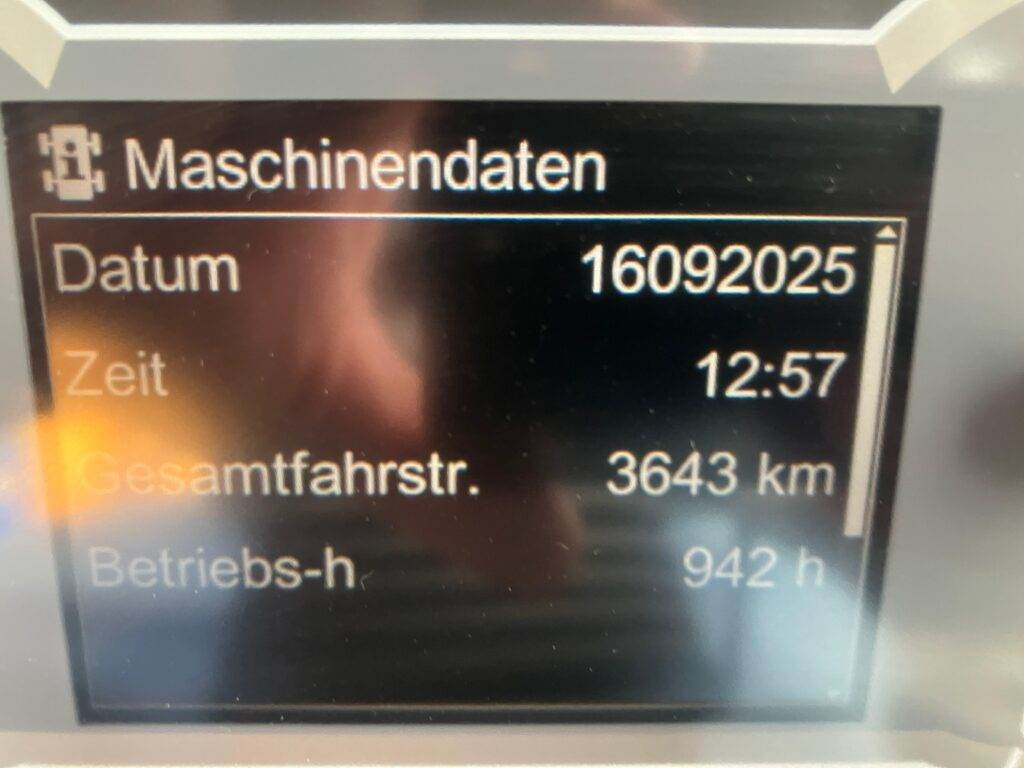 Maschinendaten
Datum 16092025
Zeit 12:57
Gesamtfahrstr. 3643 km
Betriebs-h 942 h